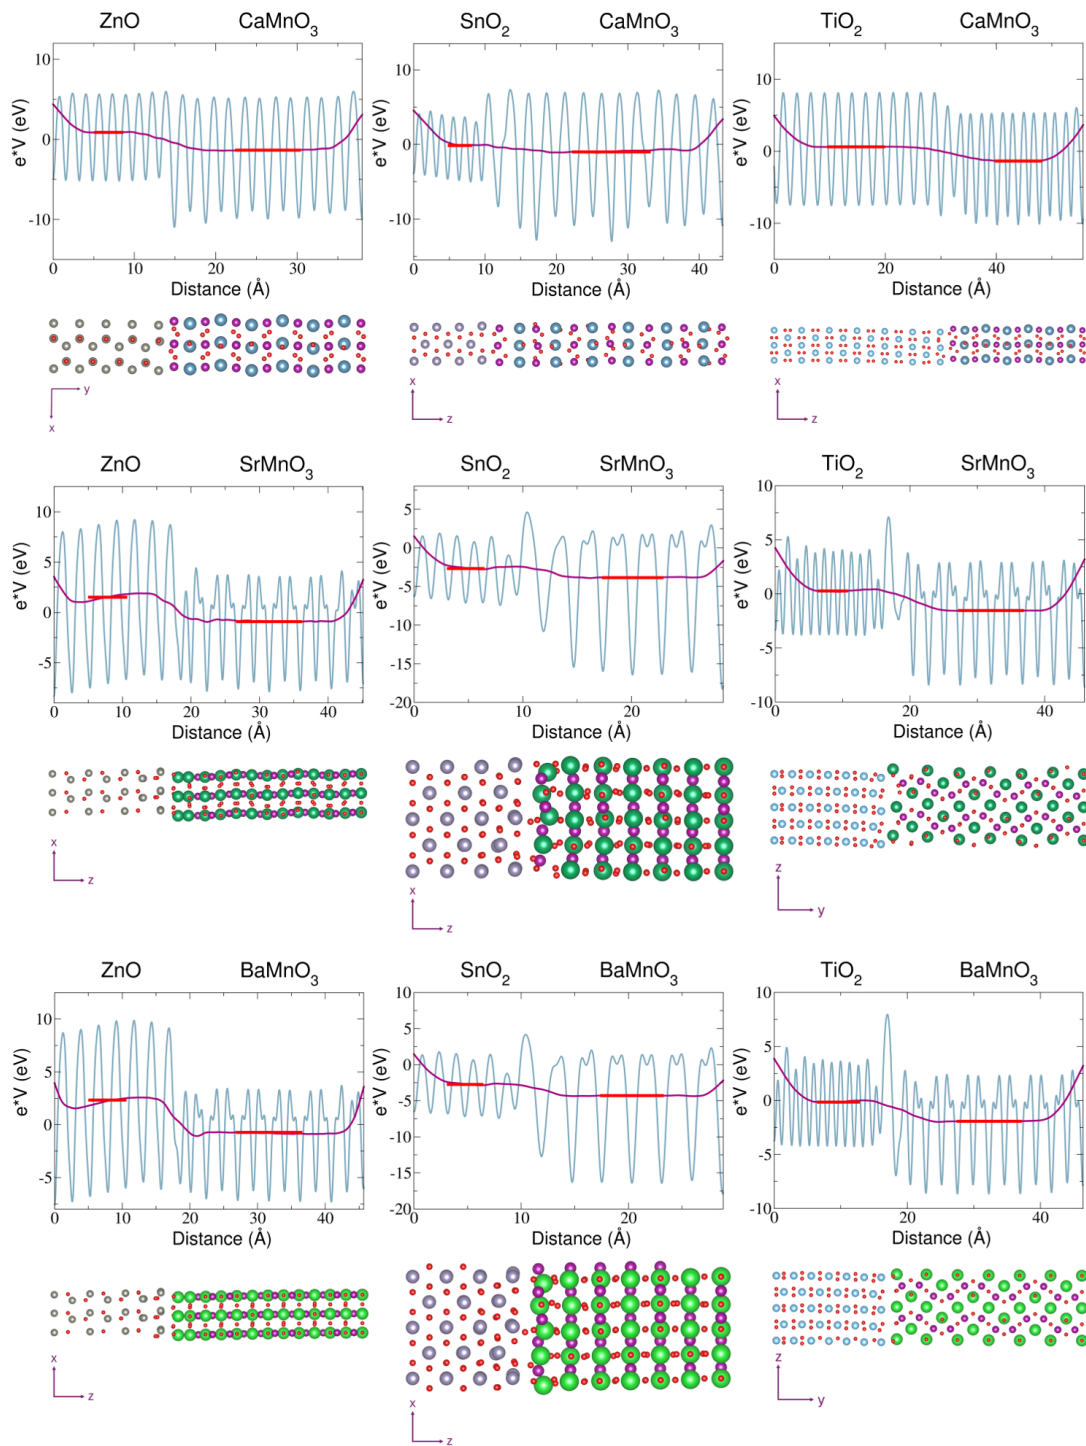 ZnO CaMnO3
SnO2 CaMnO3
TiO2 CaMnO3
e*V (eV)
10
0
-10
0 10 20 30
Distance (Å)
e*V (eV)
10
0
-10
0 10 20 30 40
Distance (Å)
e*V (eV)
10
0
-10
0 20 40
Distance (Å)
y
x
x
z
x
z
ZnO SrMnO3
SnO2 SrMnO3
TiO2 SrMnO3
e*V (eV)
10
5
0
-5
0 10 20 30 40
Distance (Å)
e*V (eV)
5
0
-5
-10
-15
-20
0 10 20
Distance (Å)
e*V (eV)
10
5
0
-5
-10
0 20 40
Distance (Å)
x
z
x
z
z
y
ZnO BaMnO3
SnO2 BaMnO3
TiO2 BaMnO3
e*V (eV)
10
5
0
-5
0 10 20 30 40
Distance (Å)
e*V (eV)
10
5
0
-5
-10
-15
-20
0 10 20
Distance (Å)
e*V (eV)
10
5
0
-5
-10
0 20 40
Distance (Å)
x
z
x
z
z
y